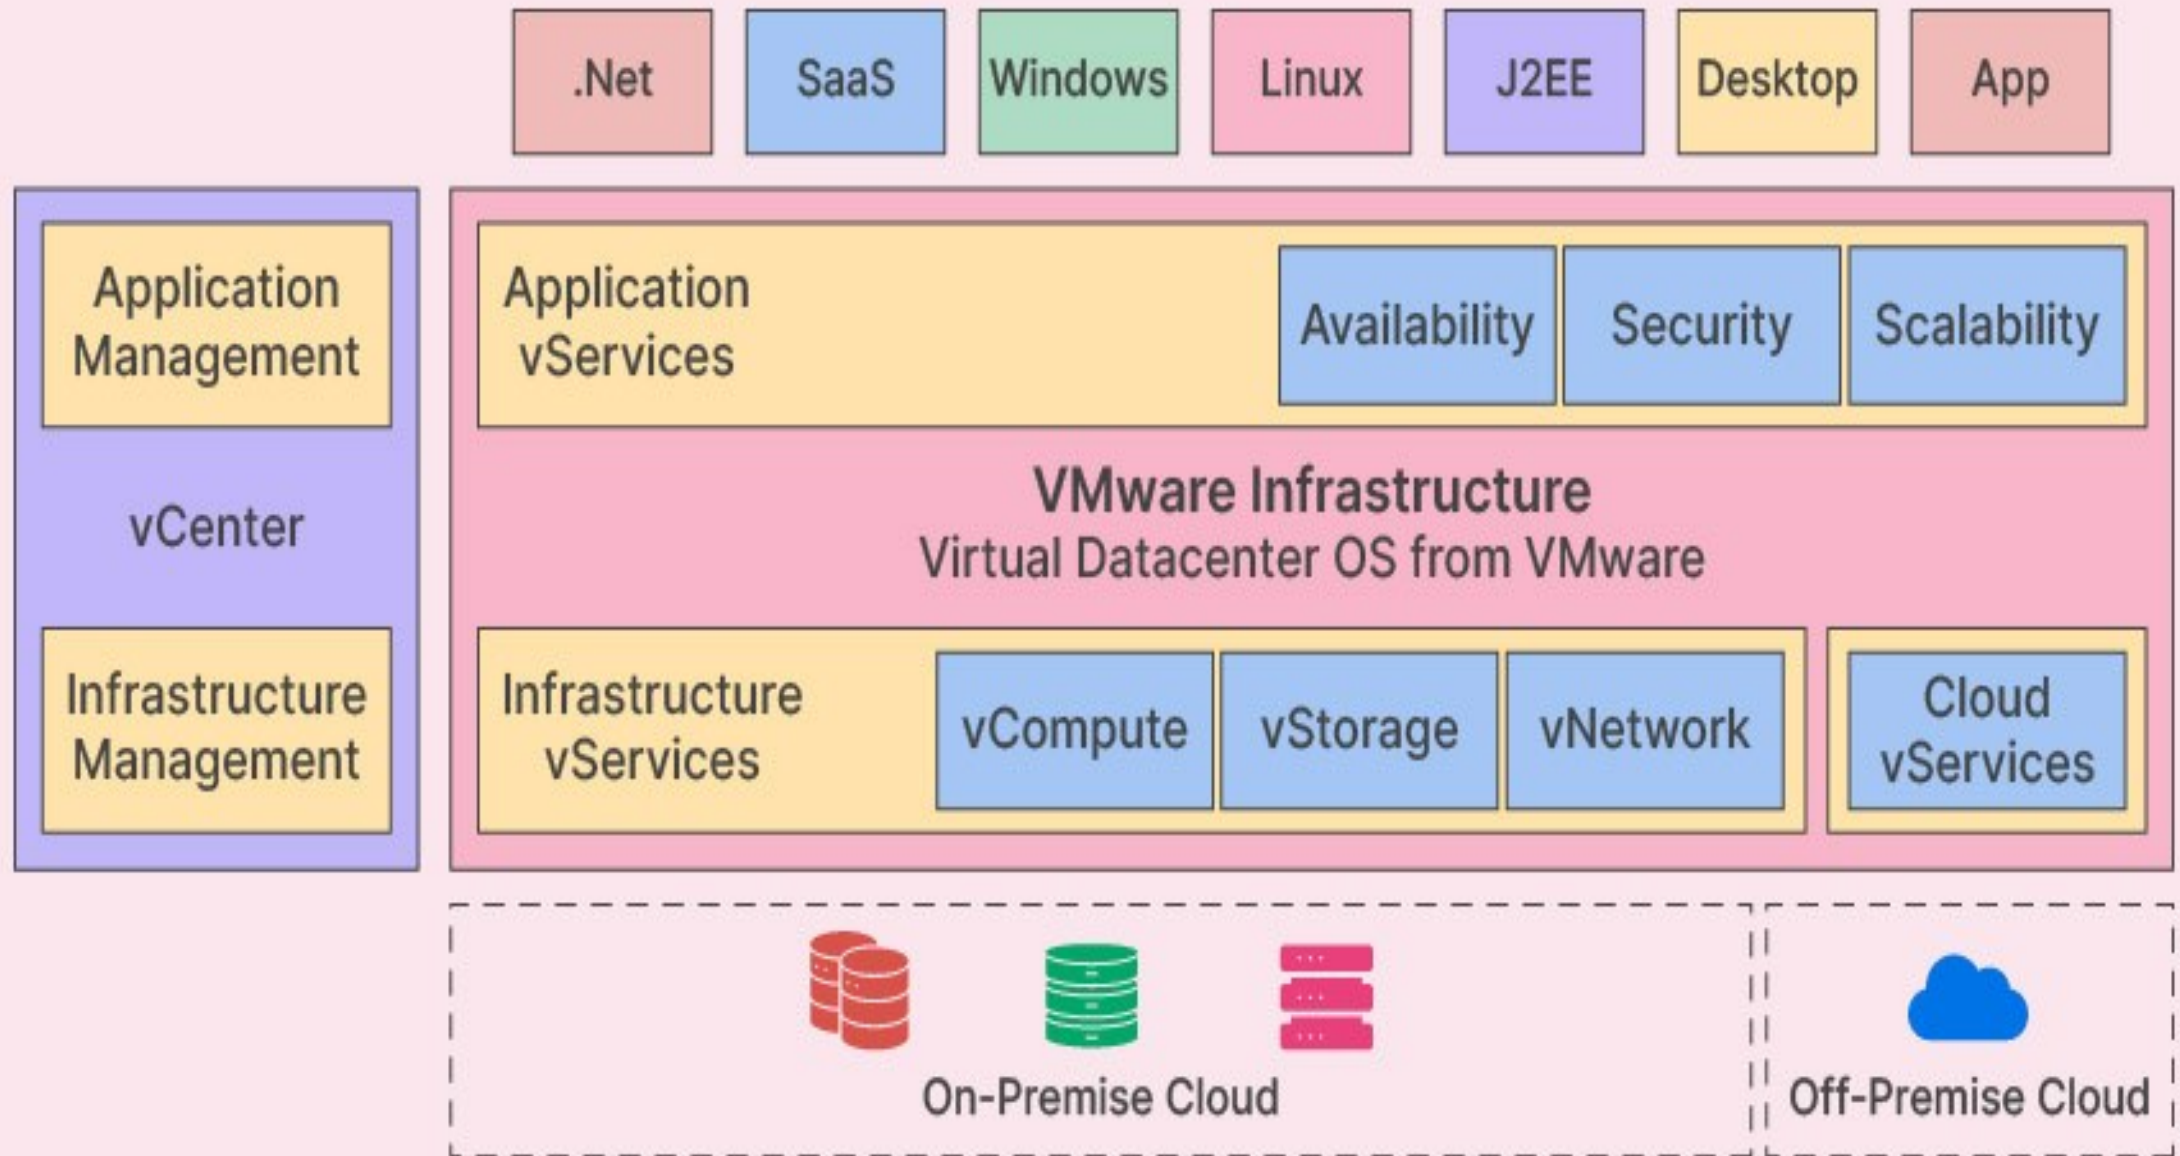 .Net
SaaS
Windows
Linux
J2EE
Desktop
App
Application
Management
vCenter
Infrastructure
Management
Application
vServices
Availability
Security
Scalability
VMware Infrastructure
Virtual Datacenter OS from VMware
Infrastructure
vServices
vCompute
vStorage
vNetwork
Cloud
vServices
On-Premise Cloud
Off-Premise Cloud